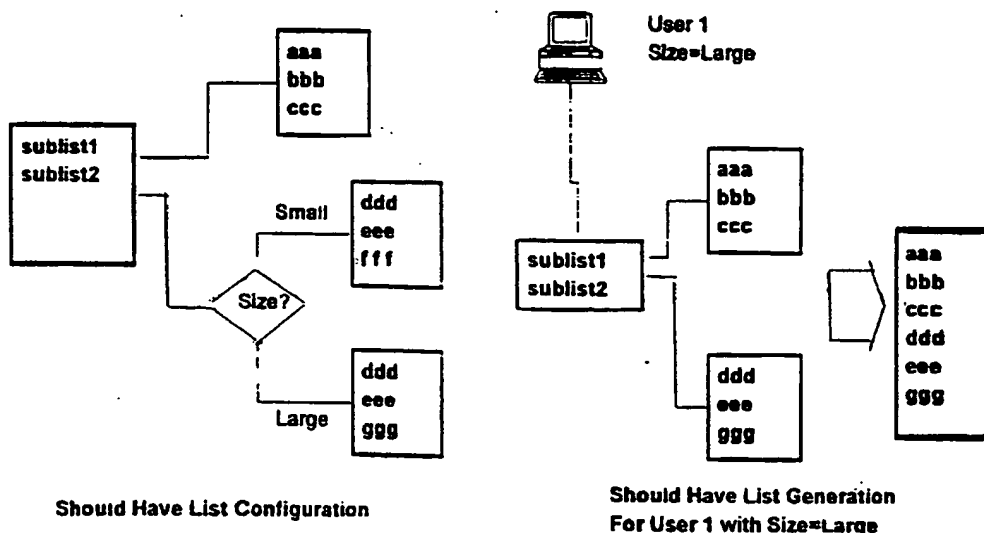 aaa
bbb
ccc
sublist1
sublist2
Small
ddd
eee
fff
Size?
ddd
eee
ggg
Large
Should Have List Configuration
User 1
Size=Large
aaa
bbb
ccc
sublist1
sublist2
ddd
eee
ggg
aaa
bbb
ccc
ddd
eee
ggg
Should Have List Generation
For User 1 with Size=Large